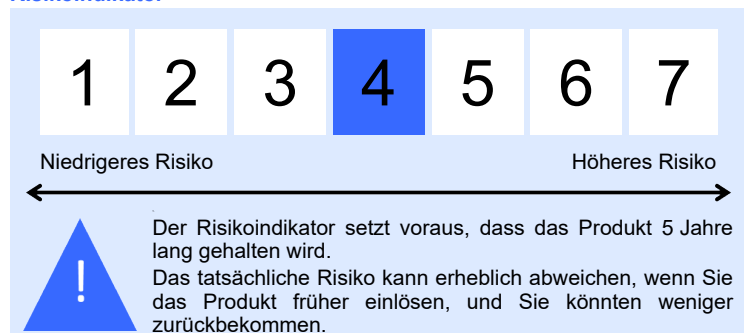 Risikoindikator
1 2 3 4 5 6 7
Niedrigeres Risiko Höheres Risiko
!
Der Risikoindikator setzt voraus, dass das Produkt 5 Jahre
lang gehalten wird.
Das tatsächliche Risiko kann erheblich abweichen, wenn Sie
das Produkt früher einlösen, und Sie könnten weniger
zurückbekommen.